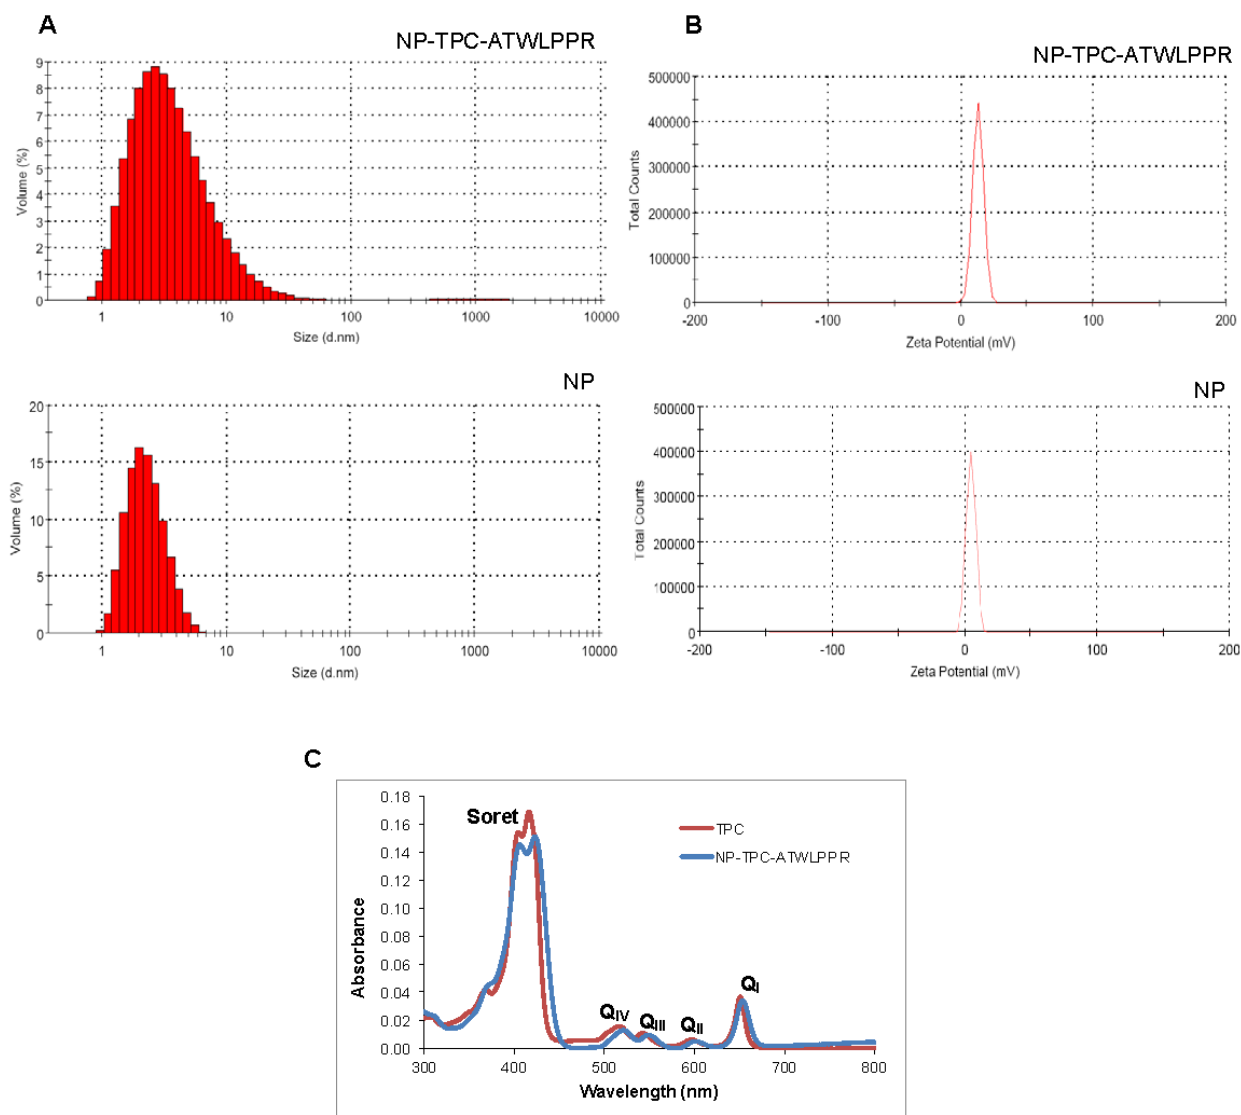 A
NP-TPC-ATWLPPR
9
8
7
6
5
4
3
2
1
0
Volume (%)
1 10 100 1000 10000
Size (d.nm)
B
NP-TPC-ATWLPPR
500000
400000
300000
200000
100000
0
Total Counts
-200 -100 0 100 200
Zeta Potential (mV)
NP
20
15
10
5
0
Volume (%)
1 10 100 1000 10000
Size (d.nm)
NP
500000
400000
300000
200000
100000
0
Total Counts
-200 -100 0 100 200
Zeta Potential (mV)
C
0.18
0.16
0.14
0.12
0.10
0.08
0.06
0.04
0.02
0.00
Absorbance
Soret
TPC
NP-TPC-ATWLPPR
QIV
QIII
QII
QI
300 400 500 600 700 800
Wavelength (nm)